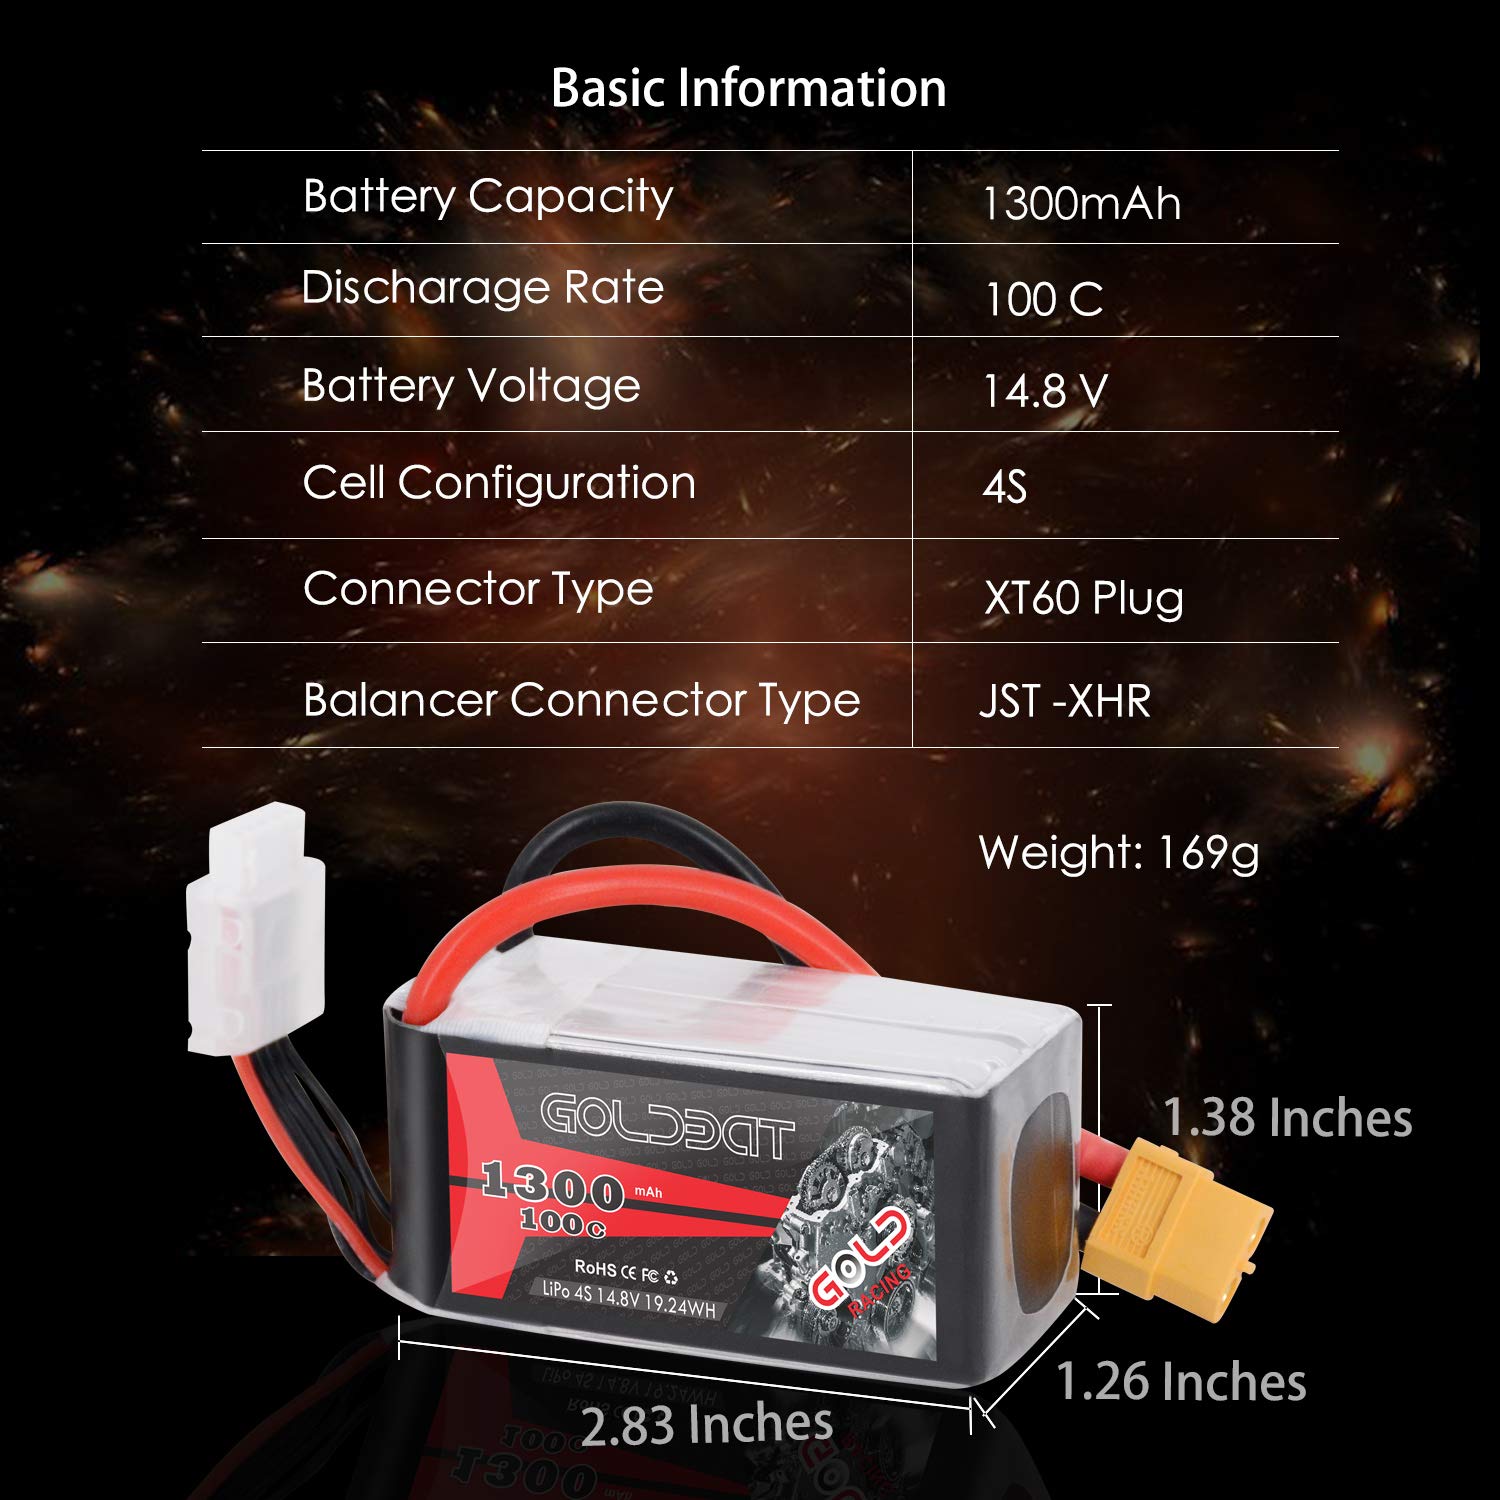 Basic Information
Battery Capacity 1300mAh
Discharage Rate 100 C
Battery Voltage 14.8 V
Cell Configuration 4S
Connector Type XT60 Plug
Balancer Connector Type JST -XHR
Weight: 169g
1.38 Inches
GOLDBAT
1300 mAh
100C
RoHS CE FC
LiPo 4S 14.8V 19.24WH
GOLD
RACING
1.26 Inches
2.83 Inches